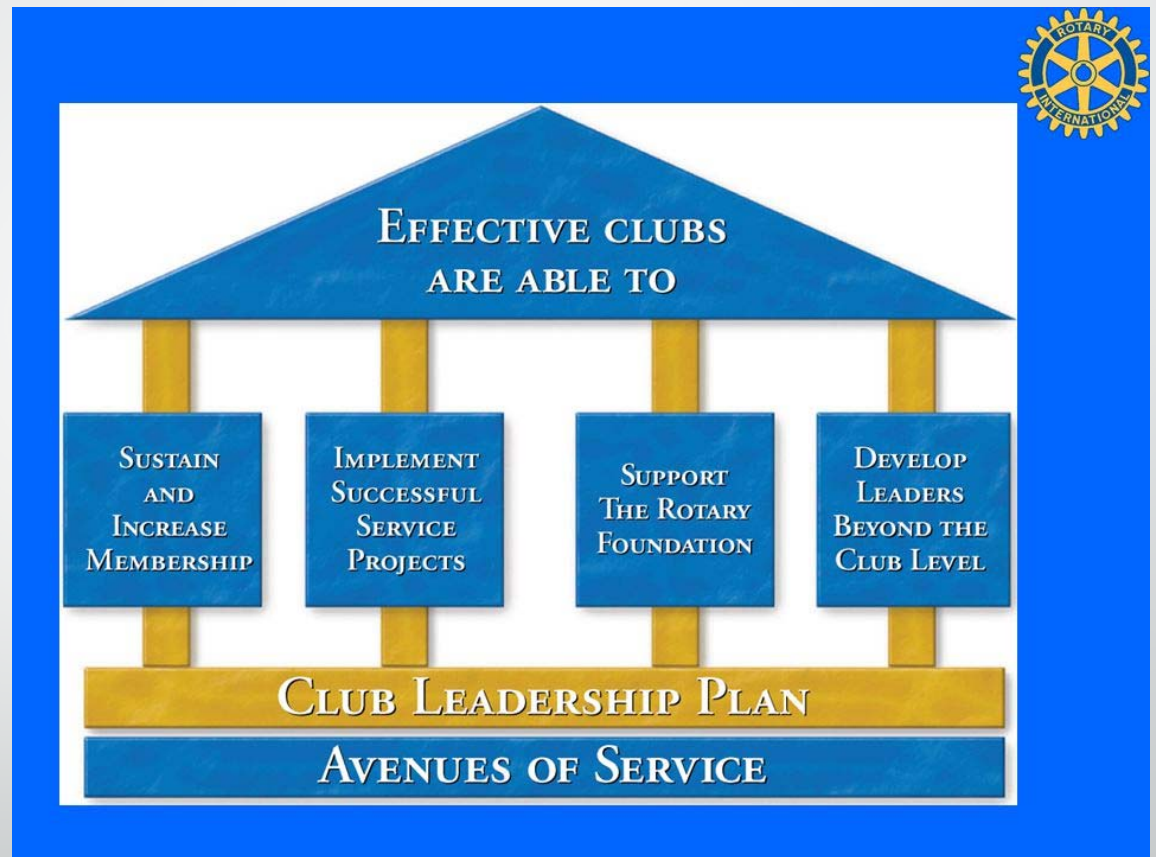 ROTARY
INTERNATIONAL
EFFECTIVE CLUBS
ARE ABLE TO
SUSTAIN
AND
INCREASE
MEMBERSHIP
IMPLEMENT
SUCCESSFUL
SERVICE
PROJECTS
SUPPORT
THE ROTARY
FOUNDATION
DEVELOP
LEADERS
BEYOND THE
CLUB LEVEL
CLUB LEADERSHIP PLAN
AVENUES OF SERVICE